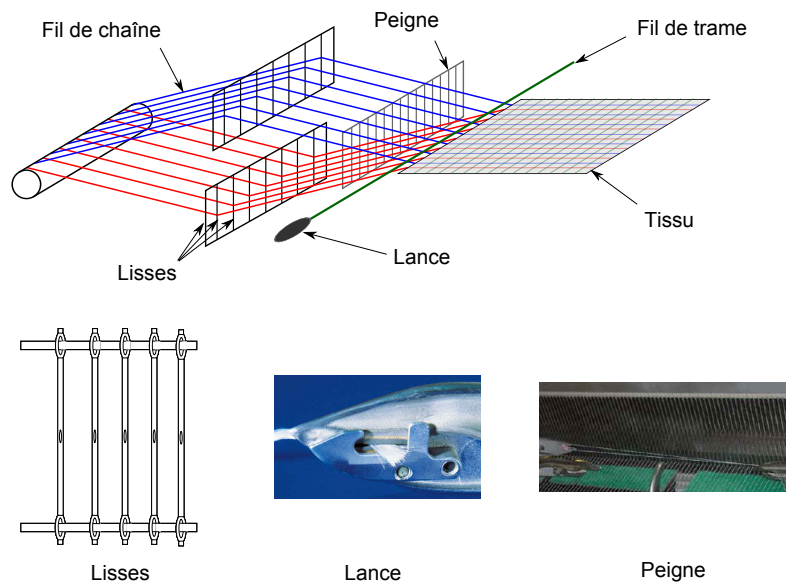 Peigne
Fil de chaîne
Fil de trame
Tissu
Lance
Lisses
Lisses
Lance
Peigne